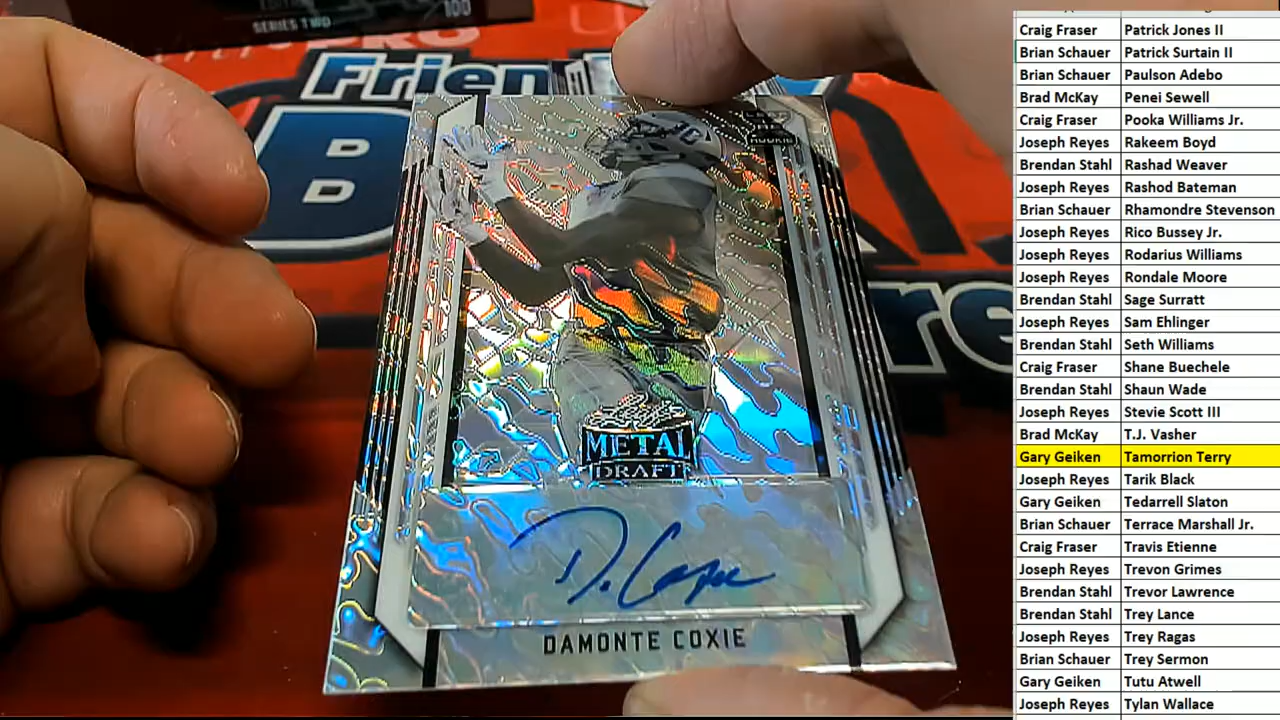 SERIES TWO
100
PRO
Frien
D
D
re
LEAF
ROOKIE
Leaf
METAL
DRAFT
D. Coxie
DAMONTE COXIE
Craig Fraser Patrick Jones II
Brian Schauer Patrick Surtain II
Brian Schauer Paulson Adebo
Brad McKay Penei Sewell
Craig Fraser Pooka Williams Jr.
Joseph Reyes Rakeem Boyd
Brendan Stahl Rashad Weaver
Joseph Reyes Rashod Bateman
Brian Schauer Rhamondre Stevenson
Joseph Reyes Rico Bussey Jr.
Joseph Reyes Rodarius Williams
Joseph Reyes Rondale Moore
Brendan Stahl Sage Surratt
Joseph Reyes Sam Ehlinger
Brendan Stahl Seth Williams
Craig Fraser Shane Buechele
Brendan Stahl Shaun Wade
Joseph Reyes Stevie Scott III
Brad McKay T.J. Vasher
Gary Geiken Tamorrion Terry
Joseph Reyes Tarik Black
Gary Geiken Tedarrell Slaton
Brian Schauer Terrace Marshall Jr.
Craig Fraser Travis Etienne
Joseph Reyes Trevon Grimes
Brendan Stahl Trevor Lawrence
Brendan Stahl Trey Lance
Joseph Reyes Trey Ragas
Brian Schauer Trey Sermon
Gary Geiken Tutu Atwell
Joseph Reyes Tylan Wallace